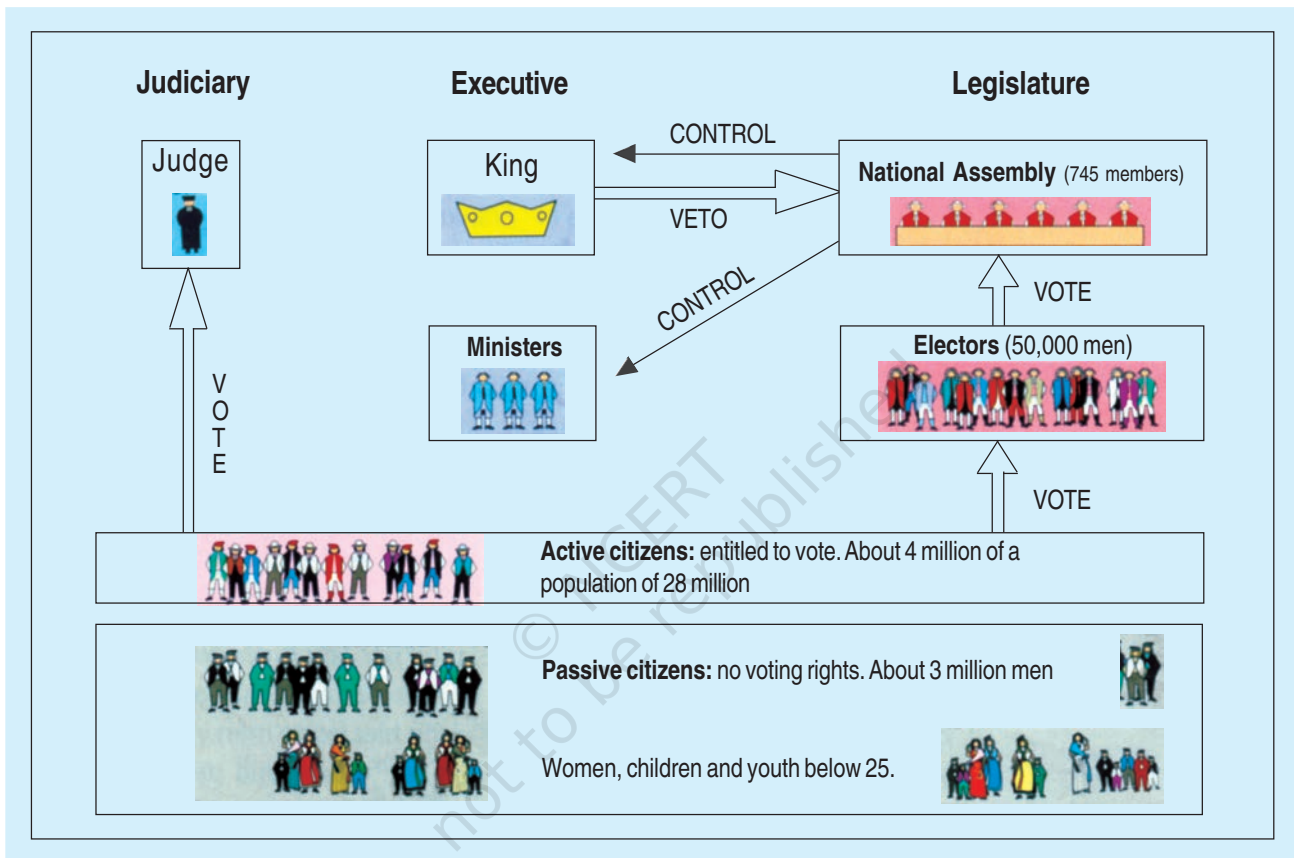 Judiciary
Executive
Legislature
Judge
King
CONTROL
VETO
National Assembly (745 members)
CONTROL
VOTE
Ministers
Electors (50,000 men)
VOTE
VOTE
Active citizens: entitled to vote. About 4 million of a
population of 28 million
Passive citizens: no voting rights. About 3 million men
Women, children and youth below 25.
© NCERT
not to be republished